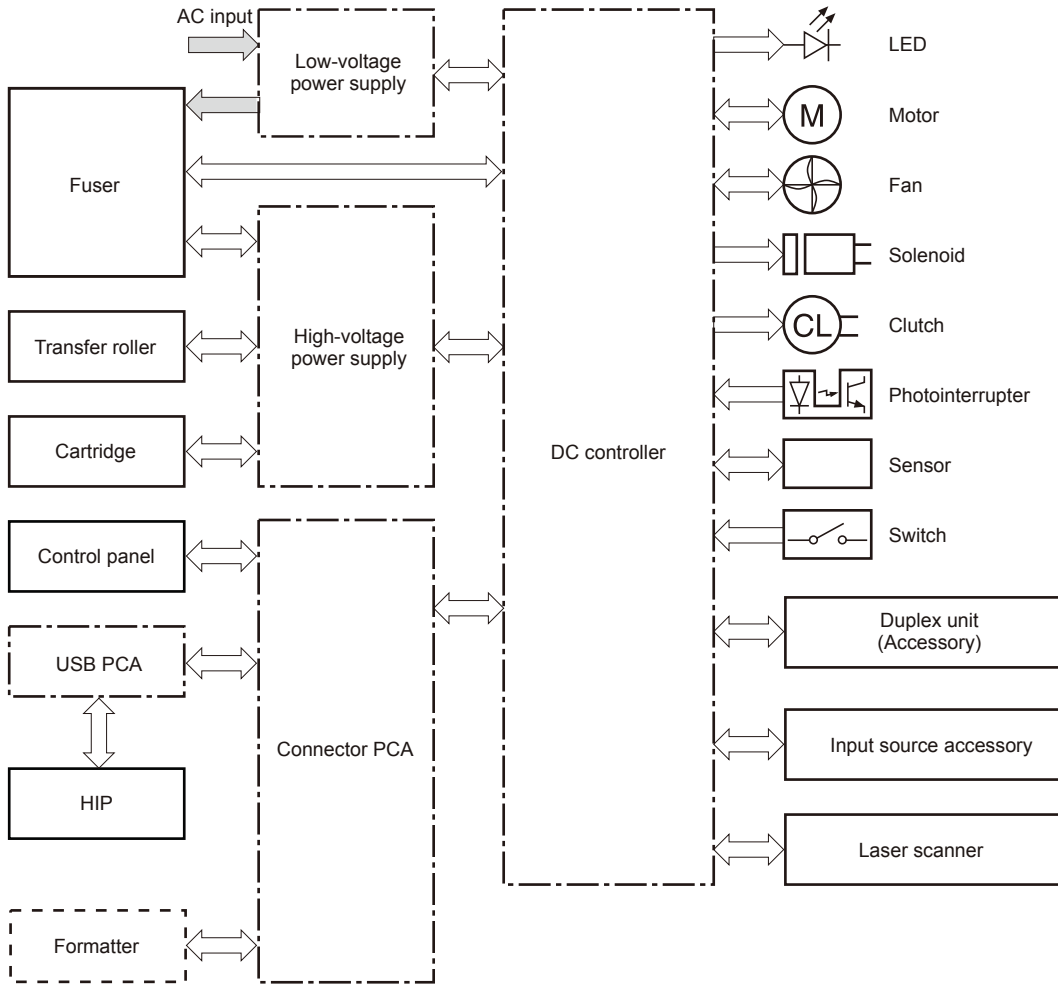 AC input
Low-voltage
power supply
LED
Motor
M
Fuser
Fan
Solenoid
Transfer roller
High-voltage
power supply
CL
Clutch
Photointerrupter
Cartridge
DC controller
Sensor
Control panel
Switch
Duplex unit
(Accessory)
USB PCA
Connector PCA
Input source accessory
HIP
Laser scanner
Formatter